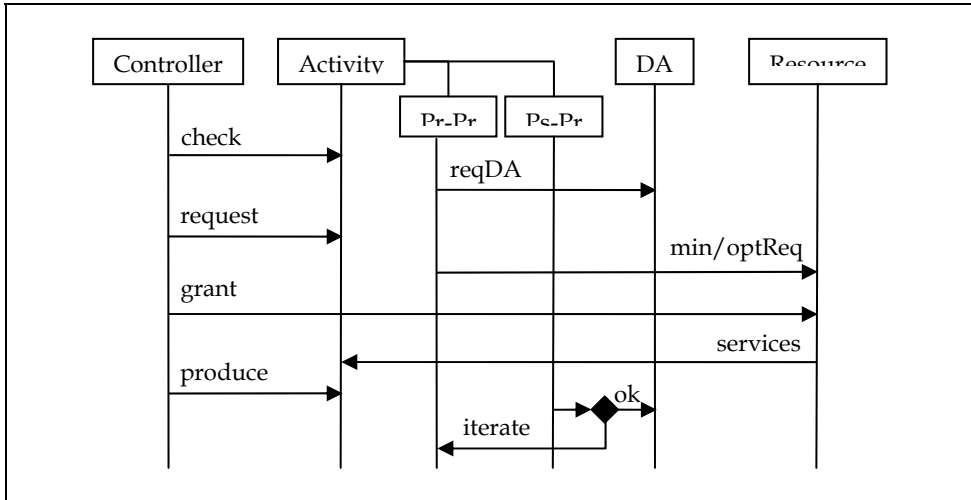 Controller
Activity
DA
Resource
Pr-Pr
Ps-Pr
check
reqDA
request
min/optReq
grant
services
produce
ok
iterate